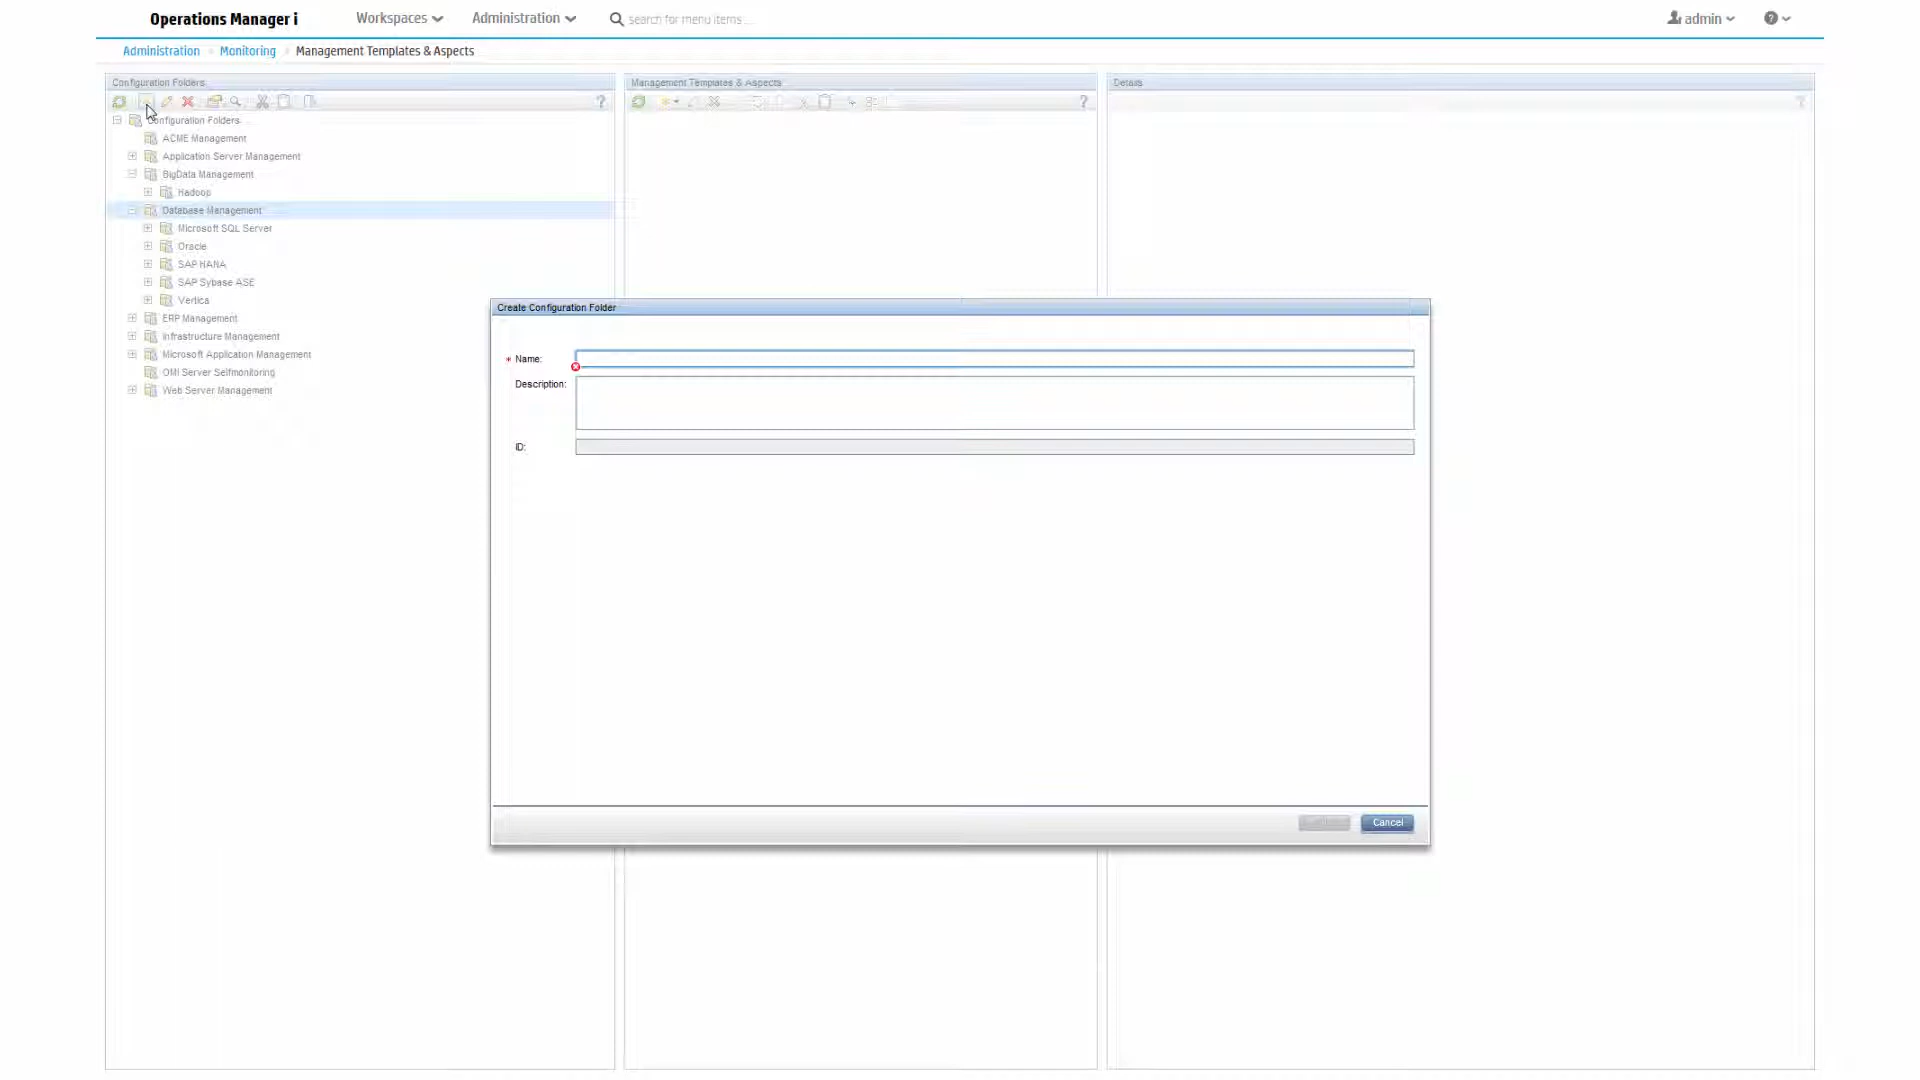 Operations Manager i
Workspaces
Administration
search for menu items ...
admin
Administration
Monitoring
Management Templates & Aspects
Configuration Folders
Management Templates & Aspects
Details
Configuration Folders
ACME Management
Application Server Management
BigData Management
Hadoop
Database Management
Microsoft SQL Server
Oracle
SAP HANA
SAP Sybase ASE
Vertica
ERP Management
Infrastructure Management
Microsoft Application Management
OMi Server Selfmonitoring
Web Server Management
Create Configuration Folder
* Name:
Description:
ID:
Cancel